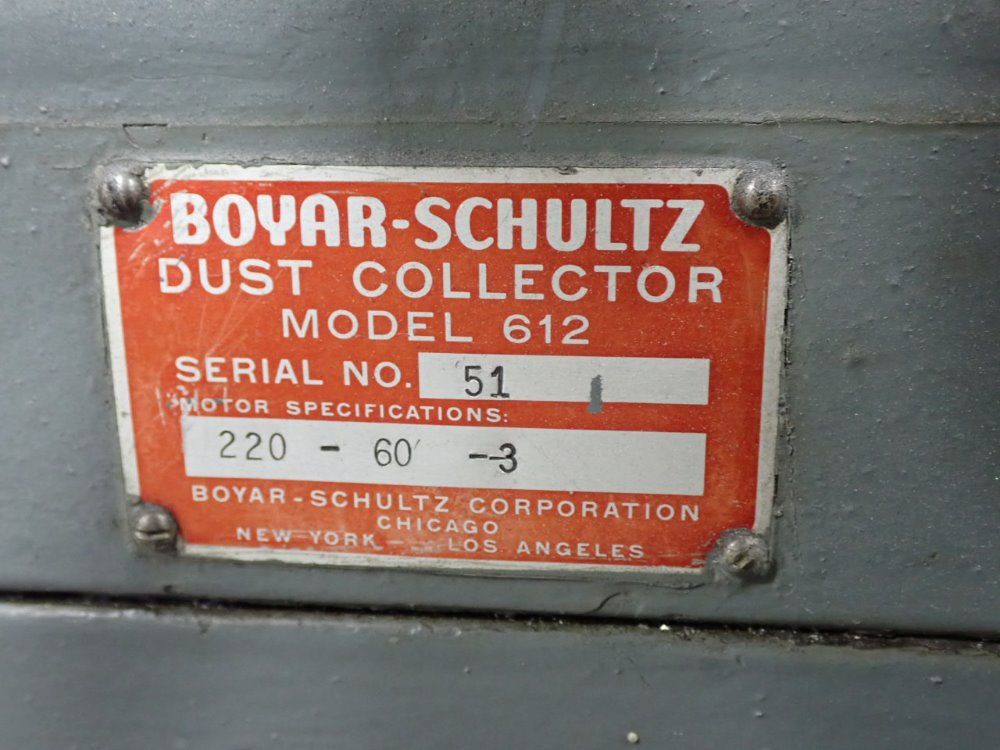 BOYAR-SCHULTZ
DUST COLLECTOR
MODEL 612
SERIAL NO. 51
MOTOR SPECIFICATIONS:
220 - 60 -3
BOYAR-SCHULTZ CORPORATION
CHICAGO
NEW YORK — LOS ANGELES